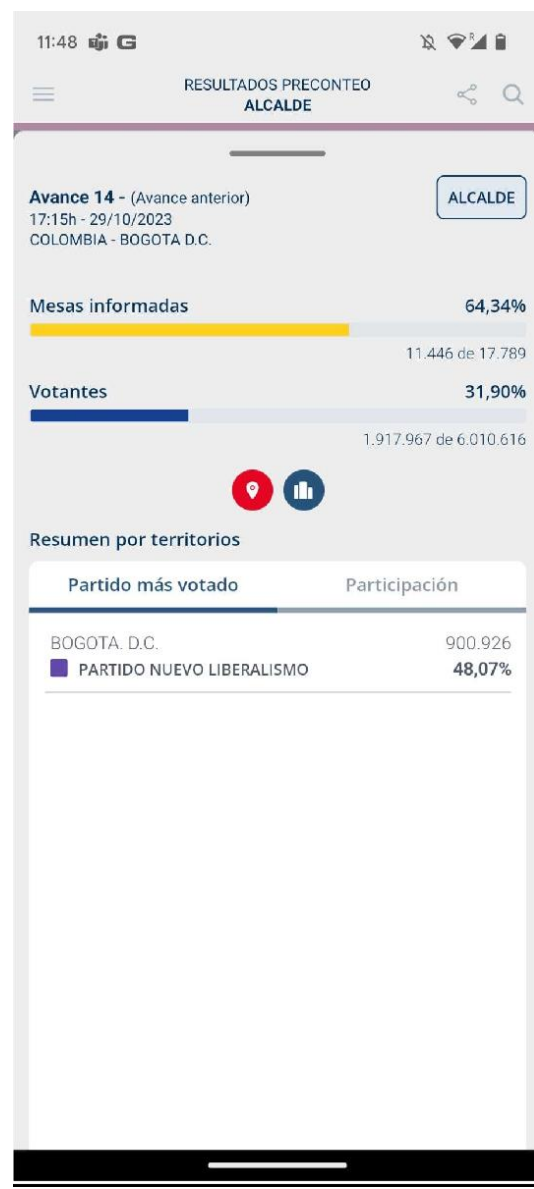 11:48
RESULTADOS PRECONTEO
ALCALDE
Avance 14 - (Avance anterior)
17:15h - 29/10/2023
COLOMBIA - BOGOTA D.C.
ALCALDE
Mesas informadas 64,34%
11.446 de 17.789
Votantes 31,90%
1.917.967 de 6.010.616
Resumen por territorios
Partido más votado Participación
BOGOTA. D.C. 900.926
PARTIDO NUEVO LIBERALISMO 48,07%